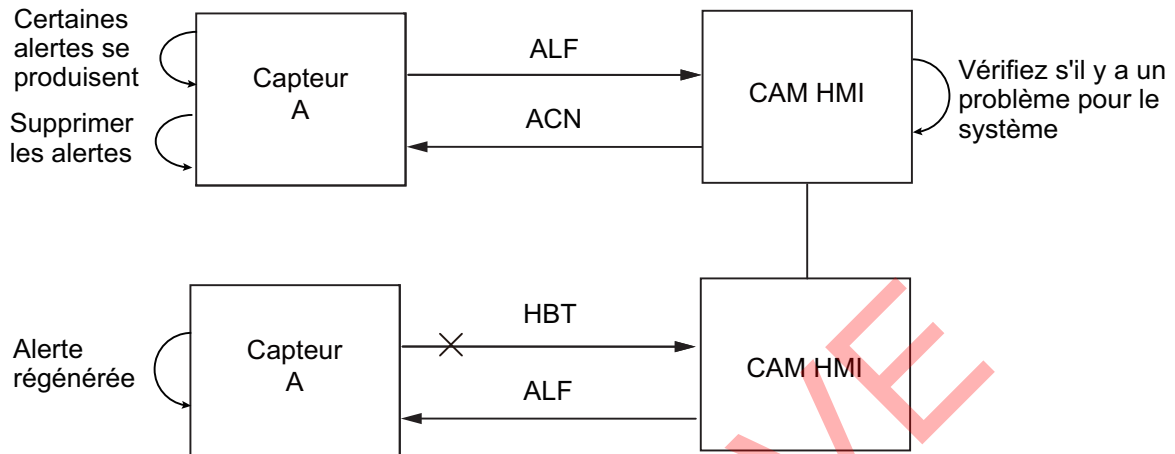 Certaines
alertes se
produisent
Supprimer
les alertes
Capteur
A
ALF
ACN
CAM HMI
Vérifiez s'il y a un
problème pour le
système
Alerte
régénérée
Capteur
A
HBT
ALF
CAM HMI
VE